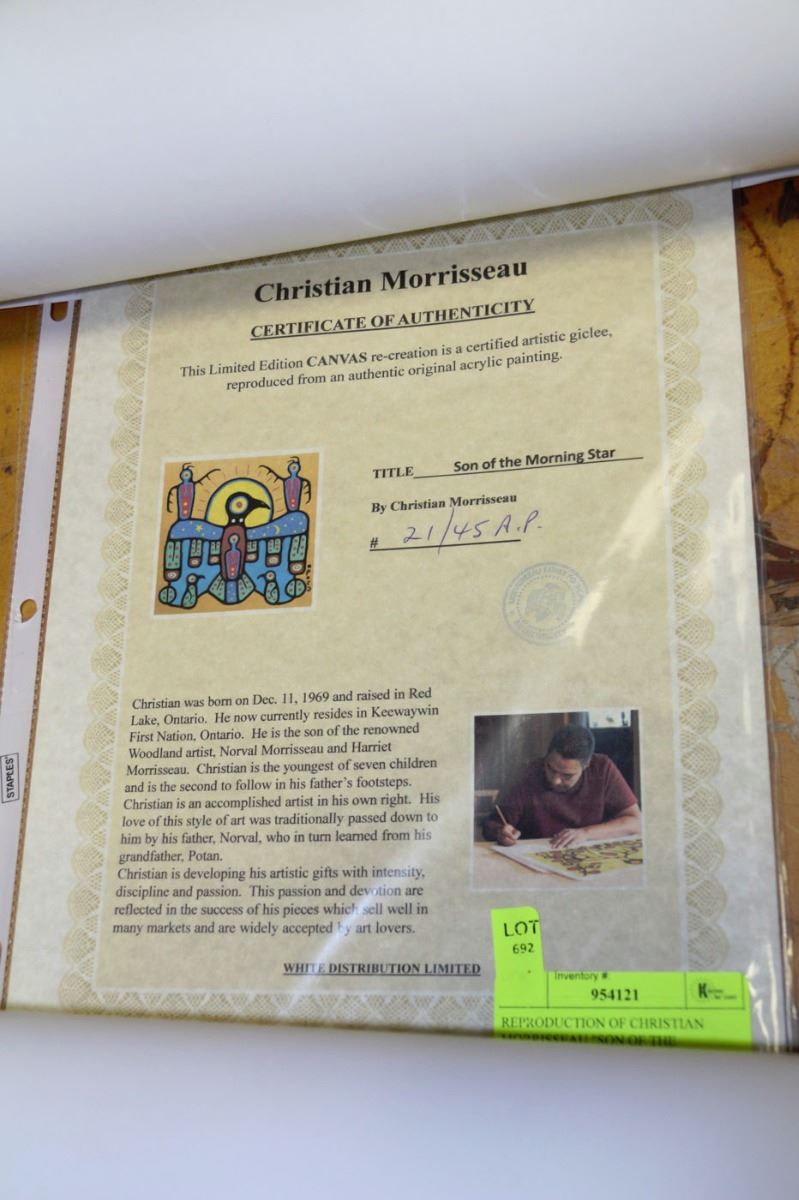 Christian Morrisseau
CERTIFICATE OF AUTHENTICITY
This Limited Edition CANVAS re-creation is a certified artistic giclee,
reproduced from an authentic original acrylic painting.
TITLE Son of the Morning Star
By Christian Morrisseau
# 21/45 A.P.
Christian was born on Dec. 11, 1969 and raised in Red
Lake, Ontario. He now currently resides in Keewaywin
First Nation, Ontario. He is the son of the renowned
Woodland artist, Norval Morrisseau and Harriet
Morrisseau. Christian is the youngest of seven children
and is the second to follow in his father's footsteps.
Christian is an accomplished artist in his own right. His
love of this style of art was traditionally passed down to
him by his father, Norval, who in turn learned from his
grandfather, Potan.
Christian is developing his artistic gifts with intensity,
discipline and passion. This passion and devotion are
reflected in the success of his pieces which sell well in
many markets and are widely accepted by art lovers.
WHITE DISTRIBUTION LIMITED
STAPLES
LOT
692
Inventory #:
954121
REPRODUCTION OF CHRISTIAN
MORRISSEAU "SON OF THE